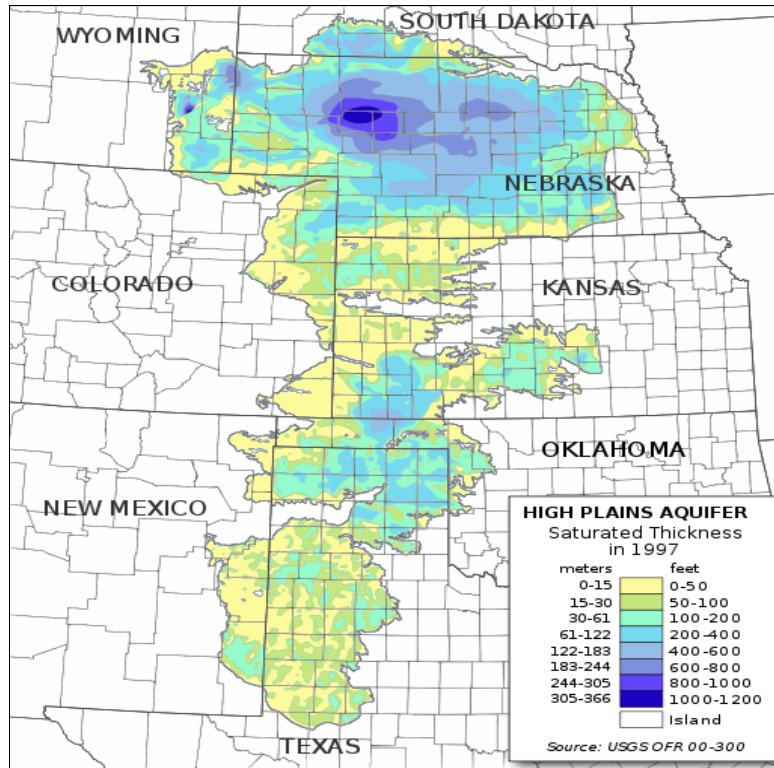 SOUTH DAKOTA
WYOMING
NEBRASKA
COLORADO
KANSAS
OKLAHOMA
NEW MEXICO
TEXAS
HIGH PLAINS AQUIFER
Saturated Thickness
in 1997
meters feet
0-15 0-50
15-30 50-100
30-61 100-200
61-122 200-400
122-183 400-600
183-244 600-800
244-305 800-1000
305-366 1000-1200
Island
Source: USGS OFR 00-300